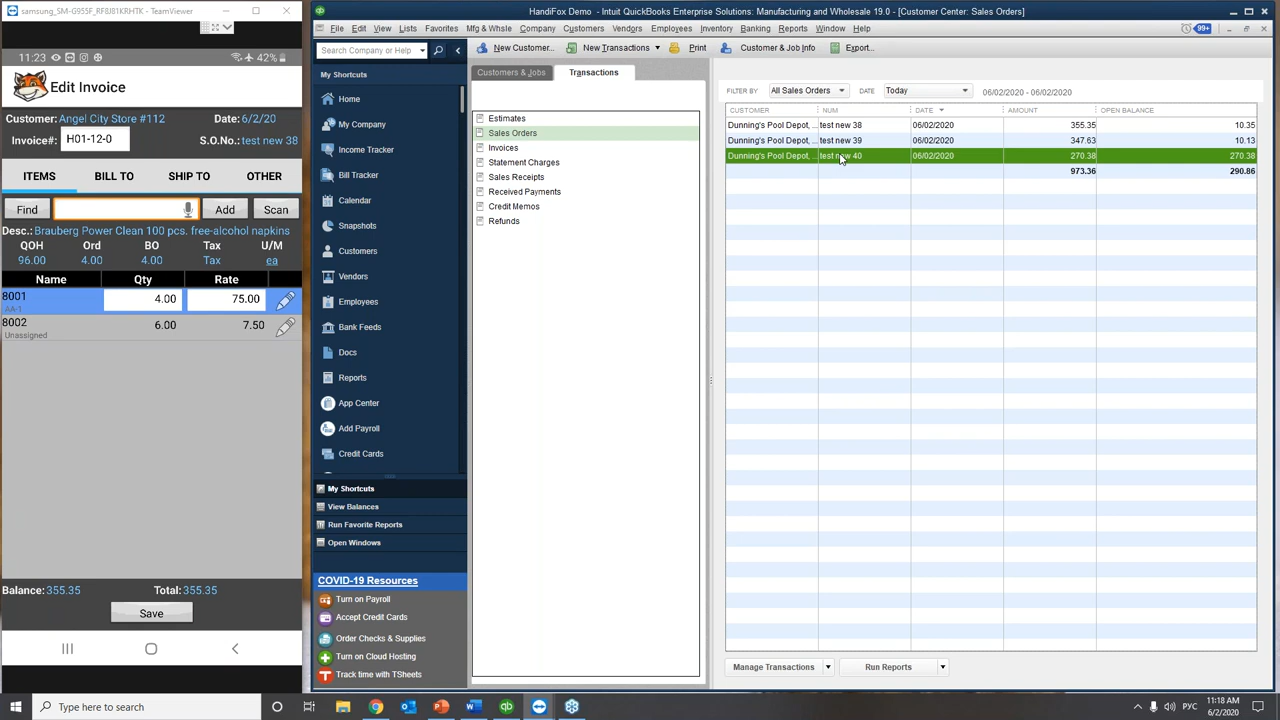 samsung_SM-G955F_RF8J81KRHTK - TeamViewer
11:23
42%
Edit Invoice
Customer: Angel City Store #112 Date: 6/2/20
Invoice#: H01-12-0 S.O.No.: test new 38
ITEMS BILL TO SHIP TO OTHER
Find Add Scan
Desc.: Brauberg Power Clean 100 pcs. free-alcohol napkins
QOH Ord BO Tax U/M
96.00 4.00 4.00 Tax ea
Name Qty Rate
8001 4.00 75.00
AA-1
8002 6.00 7.50
Unassigned
Balance: 355.35 Total: 355.35
Save
HandiFox Demo - Intuit QuickBooks Enterprise Solutions: Manufacturing and Wholesale 19.0 - [Customer Center: Sales Orders]
File Edit View Lists Favorites Mfg & Whsle Company Customers Vendors Employees Inventory Banking Reports Window Help
99+
Search Company or Help
My Shortcuts
Home
My Company
Income Tracker
Bill Tracker
Calendar
Snapshots
Customers
Vendors
Employees
Bank Feeds
Docs
Reports
App Center
Add Payroll
Credit Cards
My Shortcuts
View Balances
Run Favorite Reports
Open Windows
COVID-19 Resources
Turn on Payroll
Accept Credit Cards
Order Checks & Supplies
Turn on Cloud Hosting
Track time with TSheets
New Customer... New Transactions Print Customer & Job Info Export...
Customers & Jobs Transactions
Estimates
Sales Orders
Invoices
Statement Charges
Sales Receipts
Received Payments
Credit Memos
Refunds
FILTER BY All Sales Orders DATE Today 06/02/2020 - 06/02/2020
CUSTOMER NUM DATE AMOUNT OPEN BALANCE
Dunning's Pool Depot, ... test new 38 06/02/2020 355.35 10.35
Dunning's Pool Depot, ... test new 39 06/02/2020 347.63 10.13
Dunning's Pool Depot, ... test new 40 06/02/2020 270.38 270.38
973.36 290.86
Manage Transactions Run Reports
Type here to search
РУС
11:18 AM
6/2/2020